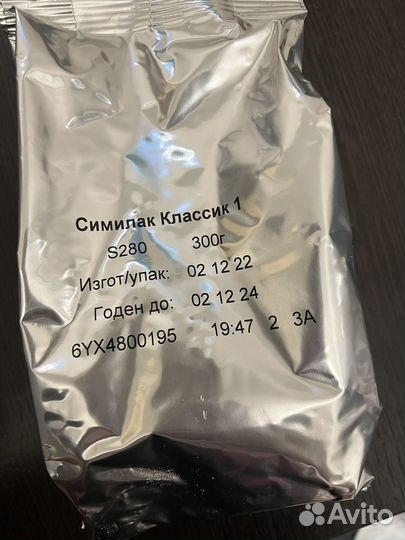 Симилак Классик 1
S280 300г
Изгот/упак: 02 12 22
Годен до: 02 12 24
6YX4800195 19:47 2 3A
Avito